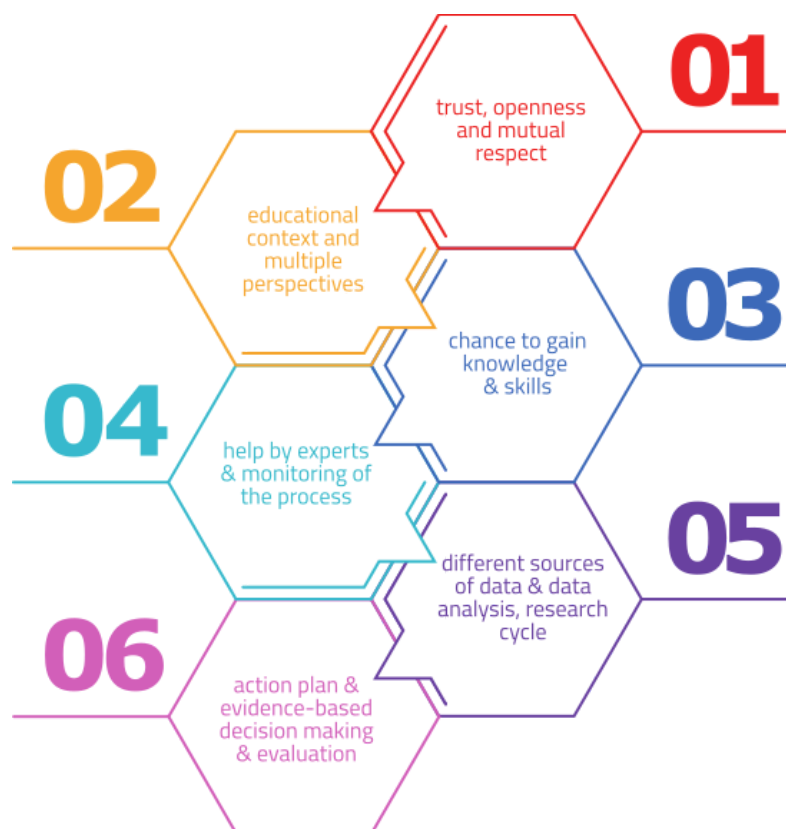 01
trust, openness
and mutual
respect
02
educational
context and
multiple
perspectives
03
chance to gain
knowledge
& skills
04
help by experts
& monitoring of
the process
05
different sources
of data & data
analysis, research
cycle
06
action plan &
evidence-based
decision making
& evaluation